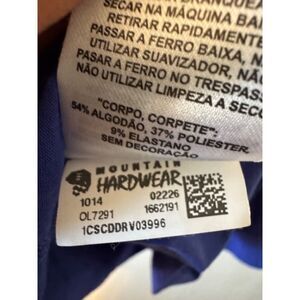 BRANQUEA
SECAR NA MÁQUINA BAI
RETIRAR RAPIDAMENTE
PASSAR A FERRO BAIXA, NÃO
UTILIZAR SUAVIZADOR, NÃO
PASSAR A FERRO NO TRESPASS
UTILIZAR LIMPEZA A SECO
"CORPO, CORPETE":
54% ALGODÃO, 37% POLIESTER,
9% ELASTANO
SEM DECORAÇÃO
MOUNTAIN
HARDWEAR
1014 02226
OL7291 1662191
1CSCDDRV03996